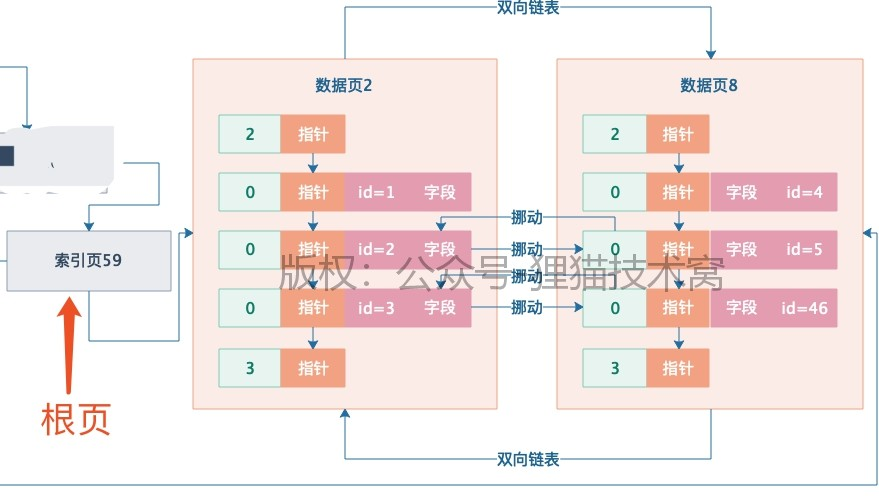 双向链表
数据页2
数据页8
2 指针
2 指针
0 指针 id=1 字段
0 指针 字段 id=4
挪动
0 指针 id=2 字段
挪动
0 指针 字段 id=5
索引页59
版权：公众号 狸猫技术窝
挪动
0 指针 id=3 字段
挪动
0 指针 字段 id=46
3 指针
3 指针
根页
双向链表